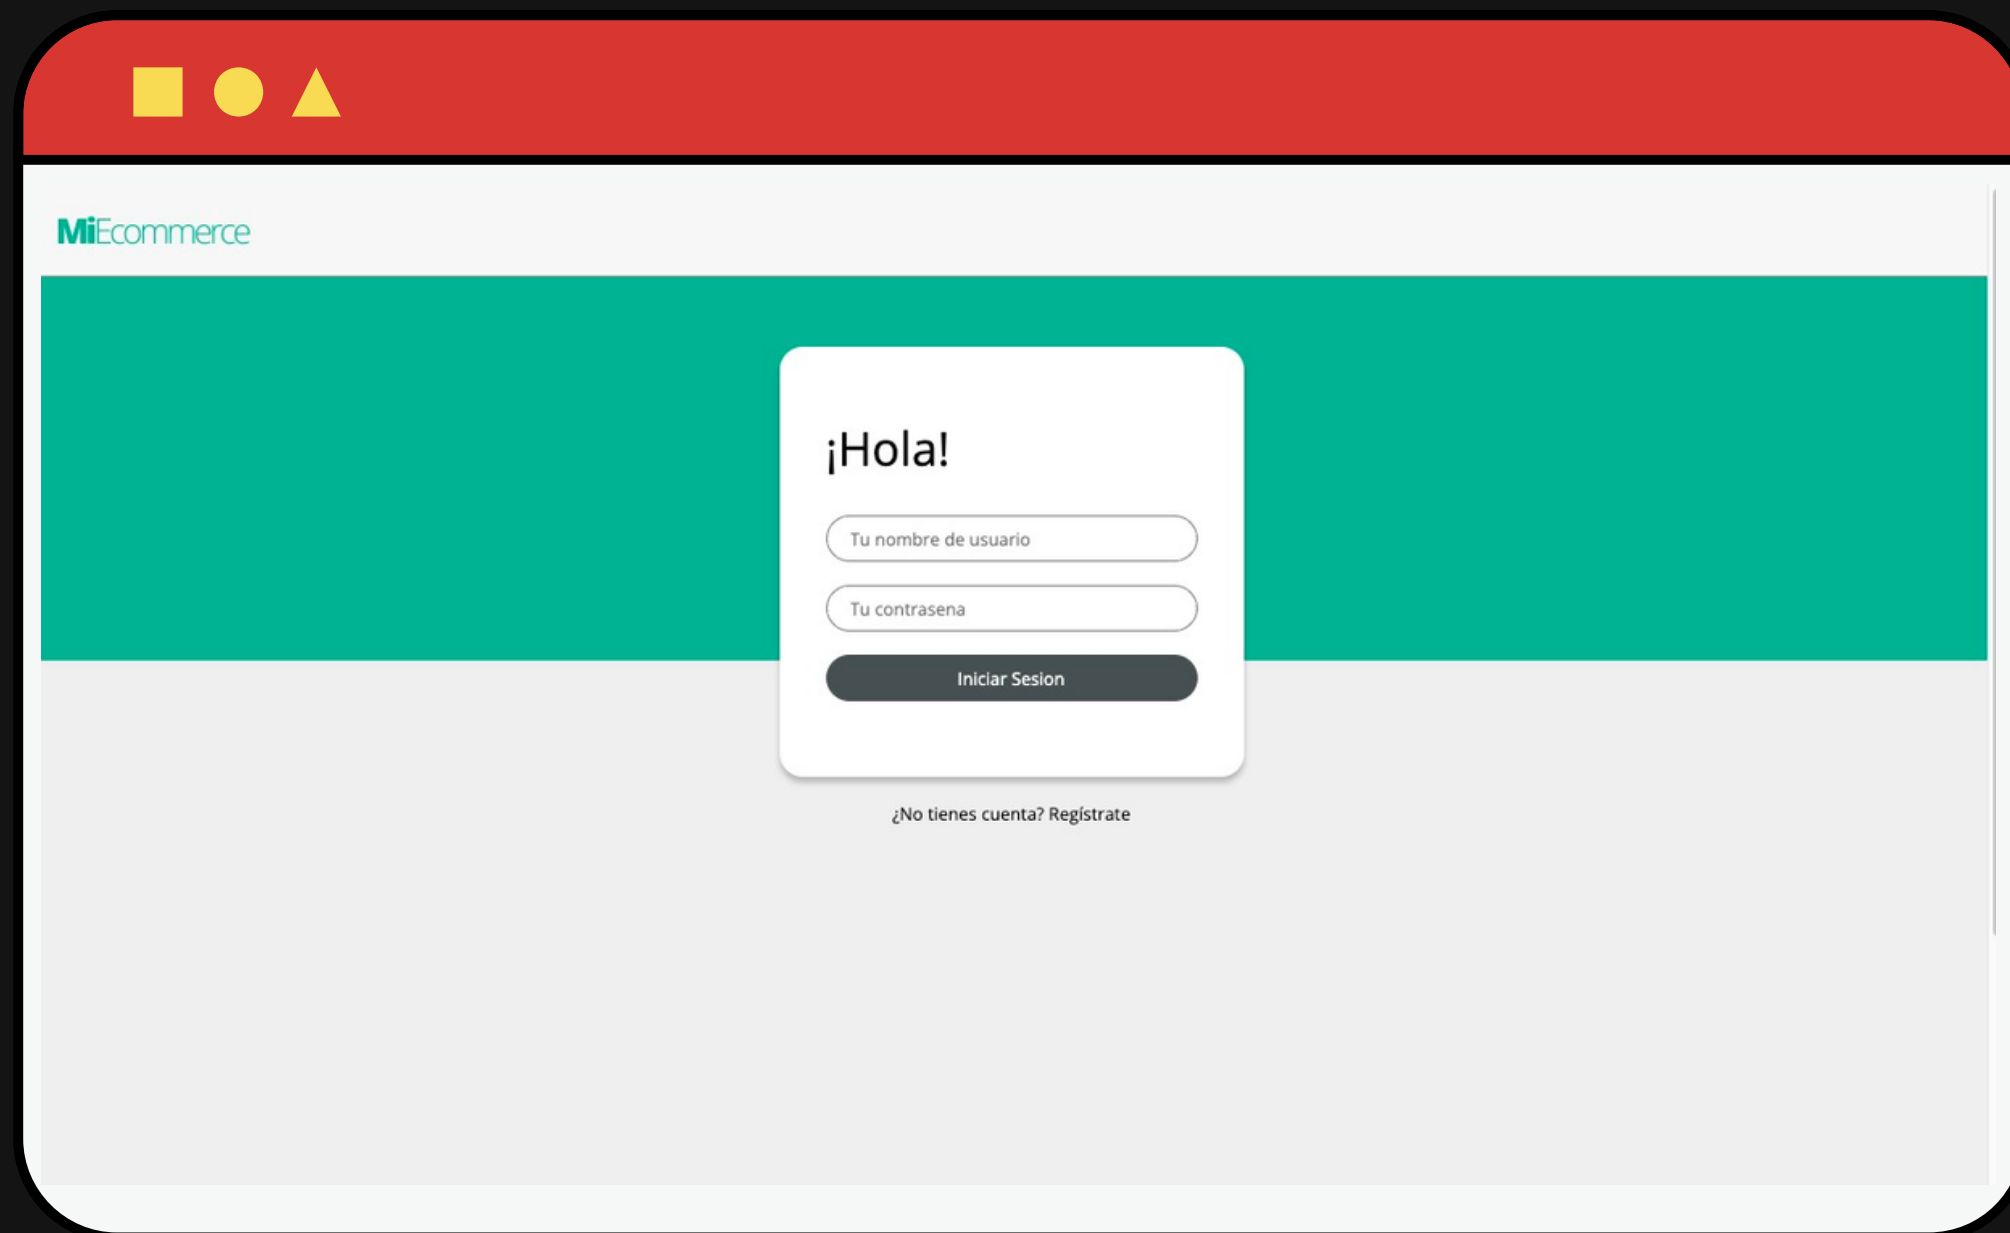 MiEcommerce
¡Hola!
Tu nombre de usuario
Tu contrasena
Iniciar Sesion
¿No tienes cuenta? Regístrate